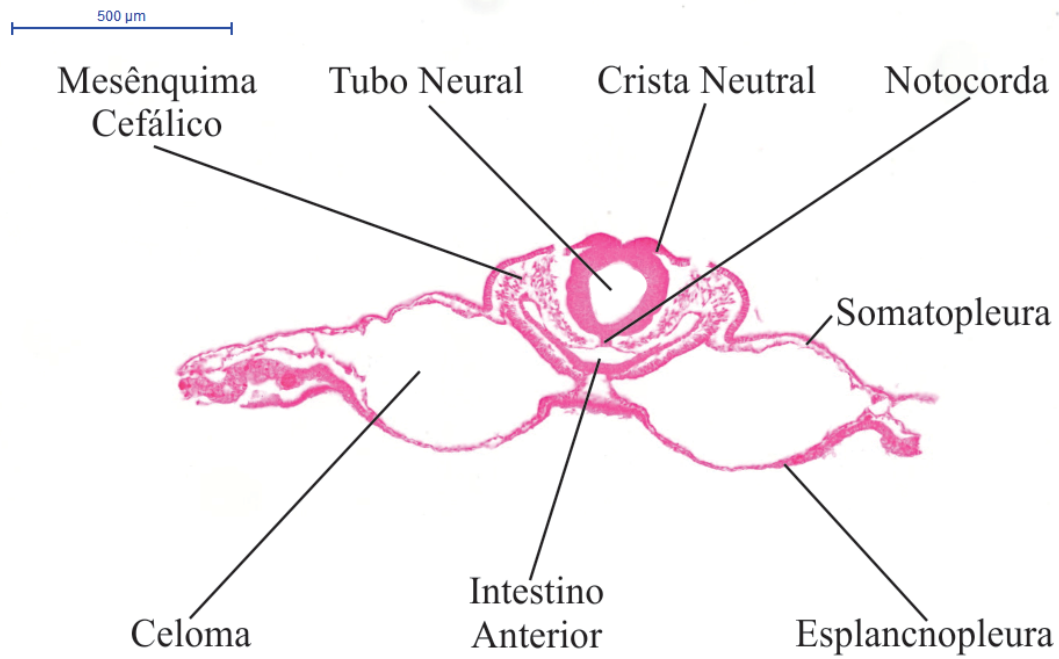 500 µm
Mesênquima
Cefálico
Tubo Neural
Crista Neutral
Notocorda
Somatopleura
Celoma
Intestino
Anterior
Esplancnopleura